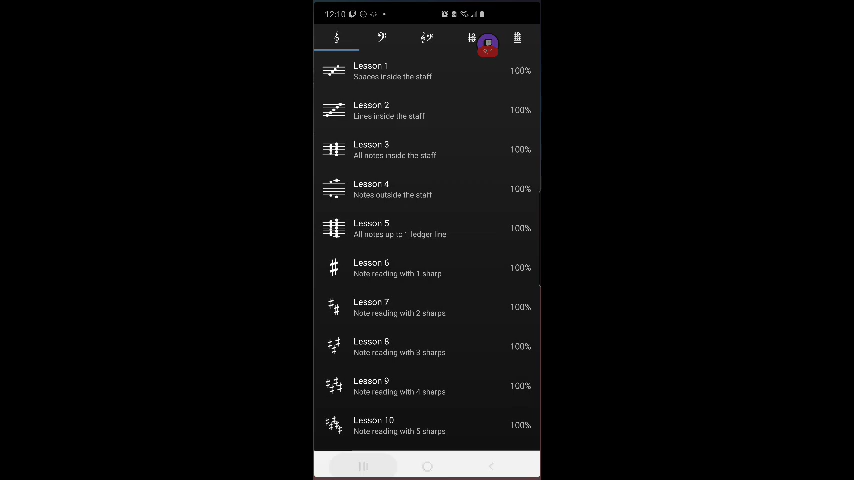 12:10
Lesson 1
Spaces inside the staff
100%
Lesson 2
Lines inside the staff
100%
Lesson 3
All notes inside the staff
100%
Lesson 4
Notes outside the staff
100%
Lesson 5
All notes up to 1 ledger line
100%
Lesson 6
Note reading with 1 sharp
100%
Lesson 7
Note reading with 2 sharps
100%
Lesson 8
Note reading with 3 sharps
100%
Lesson 9
Note reading with 4 sharps
100%
Lesson 10
Note reading with 5 sharps
100%